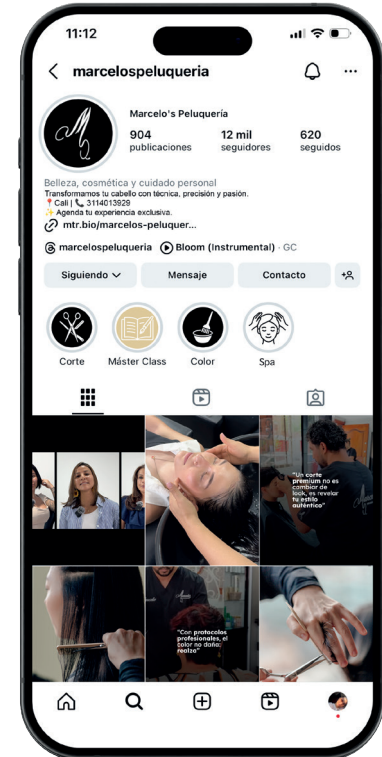 11:12
marcelospeluqueria
Marcelo's Peluquería
904 12 mil 620
publicaciones seguidores seguidos
Belleza, cosmética y cuidado personal
Transformamos tu cabello con técnica, precisión y pasión.
📍Cali | 📞 3114013929
✨ Agenda tu experiencia exclusiva.
mtr.bio/marcelos-peluquer...
marcelospeluqueria Bloom (Instrumental) · GC
Siguiendo Mensaje Contacto
Corte Máster Class Color Spa
"Un corte
premium no es
cambiar de
look, es revelar
tu estilo
auténtico"
"Con protocolos
profesionales, el
color no daña;
realza"